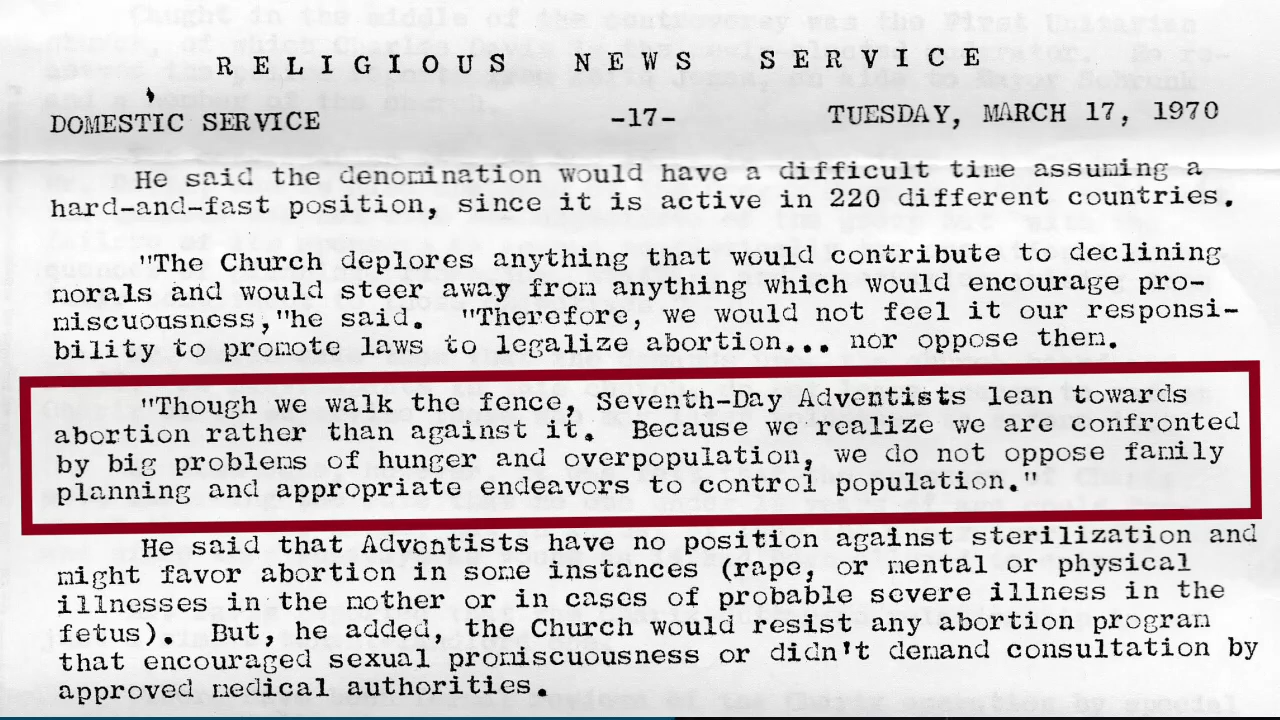 RELIGIOUS NEWS SERVICE
DOMESTIC SERVICE -17- TUESDAY, MARCH 17, 1970
He said the denomination would have a difficult time assuming a
hard-and-fast position, since it is active in 220 different countries.
"The Church deplores anything that would contribute to declining
morals and would steer away from anything which would encourage pro-
miscuousness,"he said. "Therefore, we would not feel it our responsi-
bility to promote laws to legalize abortion... nor oppose them.
"Though we walk the fence, Seventh-Day Adventists lean towards
abortion rather than against it. Because we realize we are confronted
by big problems of hunger and overpopulation, we do not oppose family
planning and appropriate endeavors to control population."
He said that Adventists have no position against sterilization and
might favor abortion in some instances (rape, or mental or physical
illnesses in the mother or in cases of probable severe illness in the
fetus). But, he added, the Church would resist any abortion program
that encouraged sexual promiscuousness or didn't demand consultation by
approved medical authorities.